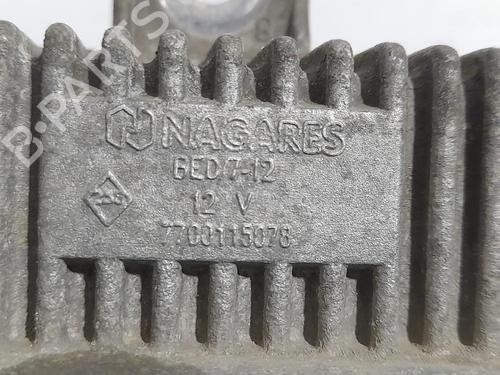 B-PARTS
NAGARES
BED 7-12
12 V
7700115078